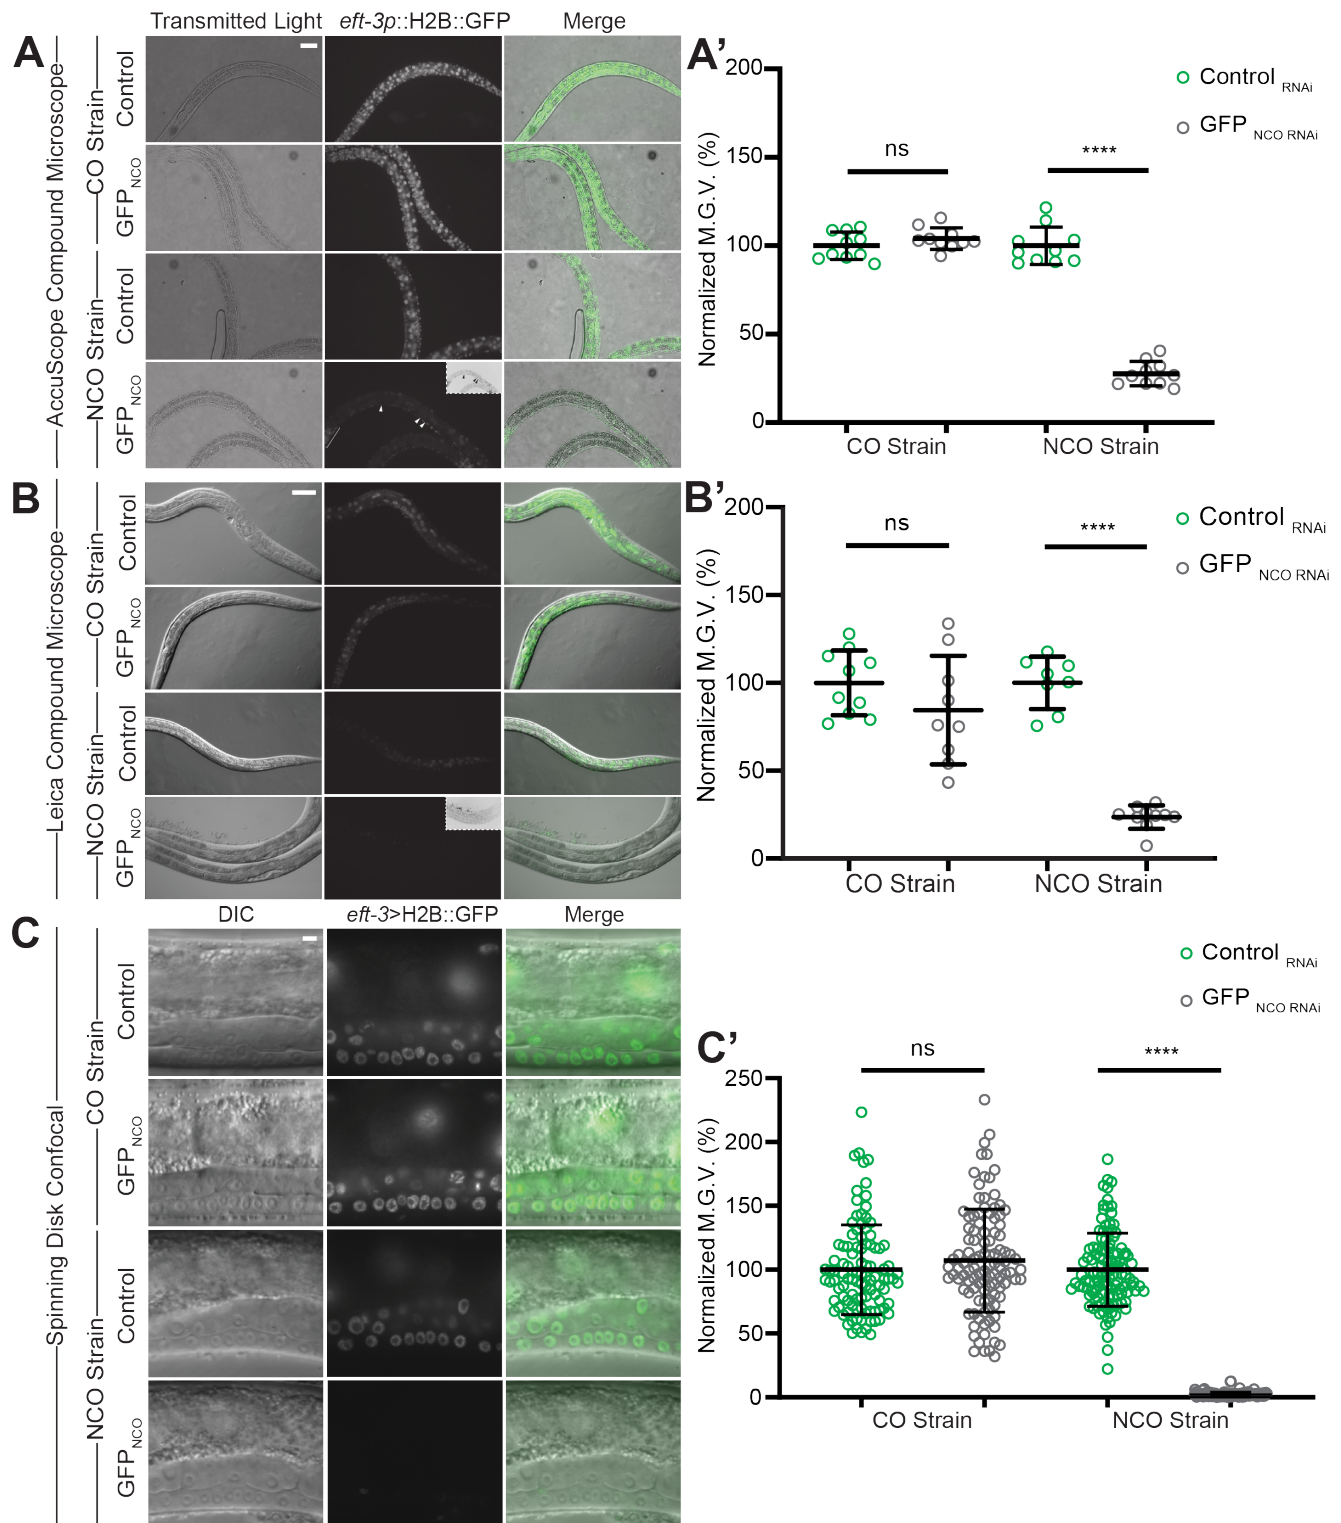 Transmitted Light eft-3p::H2B::GFP Merge
A
AccuScope Compound Microscope
CO Strain
Control
GFP NCO
NCO Strain
Control
GFP NCO
A’
Normalized M.G.V. (%)
200
150
100
50
0
ns
****
CO Strain NCO Strain
Control RNAi
GFP NCO RNAi
B
Leica Compound Microscope
CO Strain
Control
GFP NCO
NCO Strain
Control
GFP NCO
B’
Normalized M.G.V. (%)
200
150
100
50
0
ns
****
CO Strain NCO Strain
Control RNAi
GFP NCO RNAi
DIC eft-3>H2B::GFP Merge
C
Spinning Disk Confocal
CO Strain
Control
GFP NCO
NCO Strain
Control
GFP NCO
Control RNAi
GFP NCO RNAi
C’
Normalized M.G.V. (%)
250
200
150
100
50
0
ns
****
CO Strain NCO Strain